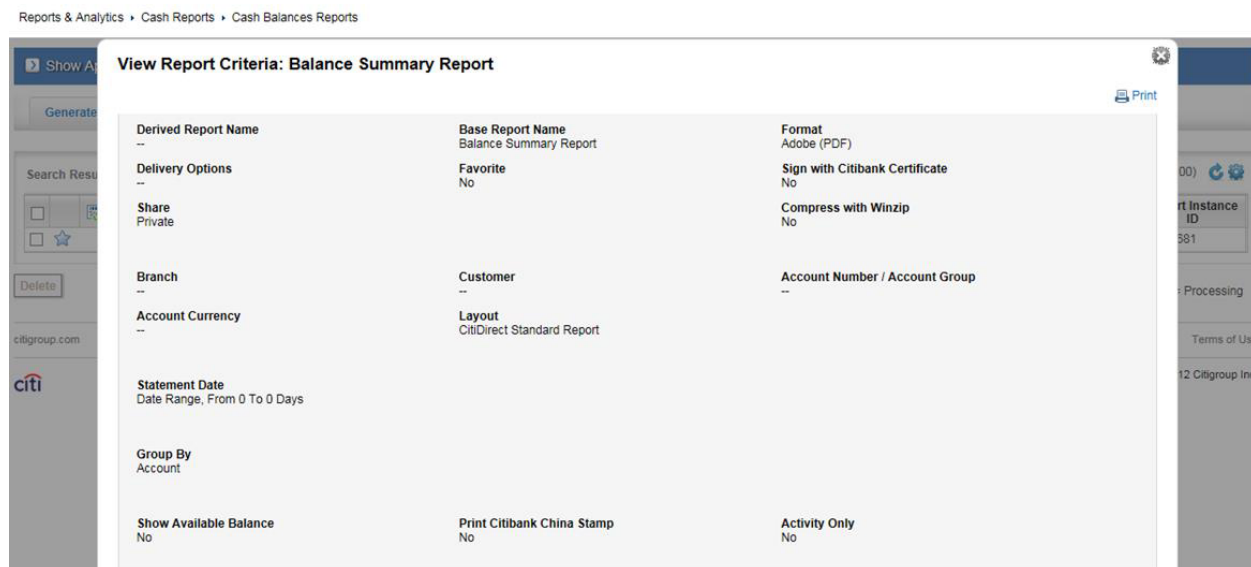 Reports & Analytics ▸ Cash Reports ▸ Cash Balances Reports
Show
View Report Criteria: Balance Summary Report
Print
Generate
Derived Report Name Base Report Name Format
-- Balance Summary Report Adobe (PDF)
Delivery Options Favorite Sign with Citibank Certificate
-- No No
Search 00)
Share Compress with Winzip
Private No
Instance
ID
581
Branch Customer Account Number / Account Group
-- -- --
Delete Processing
Account Currency Layout
-- CitiDirect Standard Report
citigroup.com Terms of
citi
Statement Date
Date Range, From 0 To 0 Days
12 Citigroup
Group By
Account
Show Available Balance Print Citibank China Stamp Activity Only
No No No